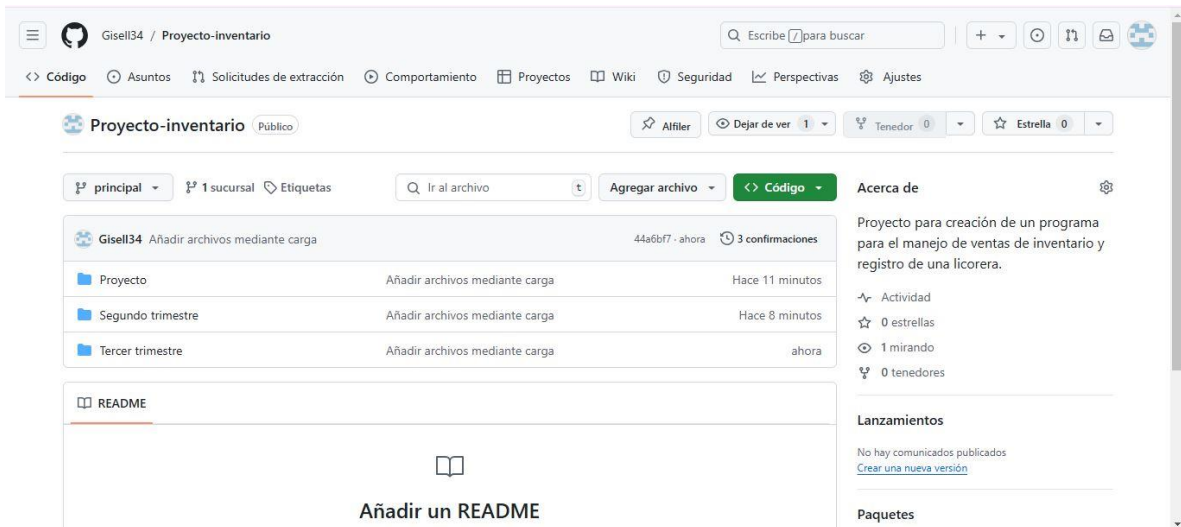 Gisell34 / Proyecto-inventario
Escribe / para buscar
Código Asuntos Solicitudes de extracción Comportamiento Proyectos Wiki Seguridad Perspectivas Ajustes
Proyecto-inventario Público
Alfiler Dejar de ver 1 Tenedor 0 Estrella 0
principal 1 sucursal Etiquetas Ir al archivo t Agregar archivo Código
Gisell34 Añadir archivos mediante carga 44a6bf7 · ahora 3 confirmaciones
Proyecto Añadir archivos mediante carga Hace 11 minutos
Segundo trimestre Añadir archivos mediante carga Hace 8 minutos
Tercer trimestre Añadir archivos mediante carga ahora
README
Añadir un README
Acerca de
Proyecto para creación de un programa
para el manejo de ventas de inventario y
registro de una licorera.
Actividad
0 estrellas
1 mirando
0 tenedores
Lanzamientos
No hay comunicados publicados
Crear una nueva versión
Paquetes